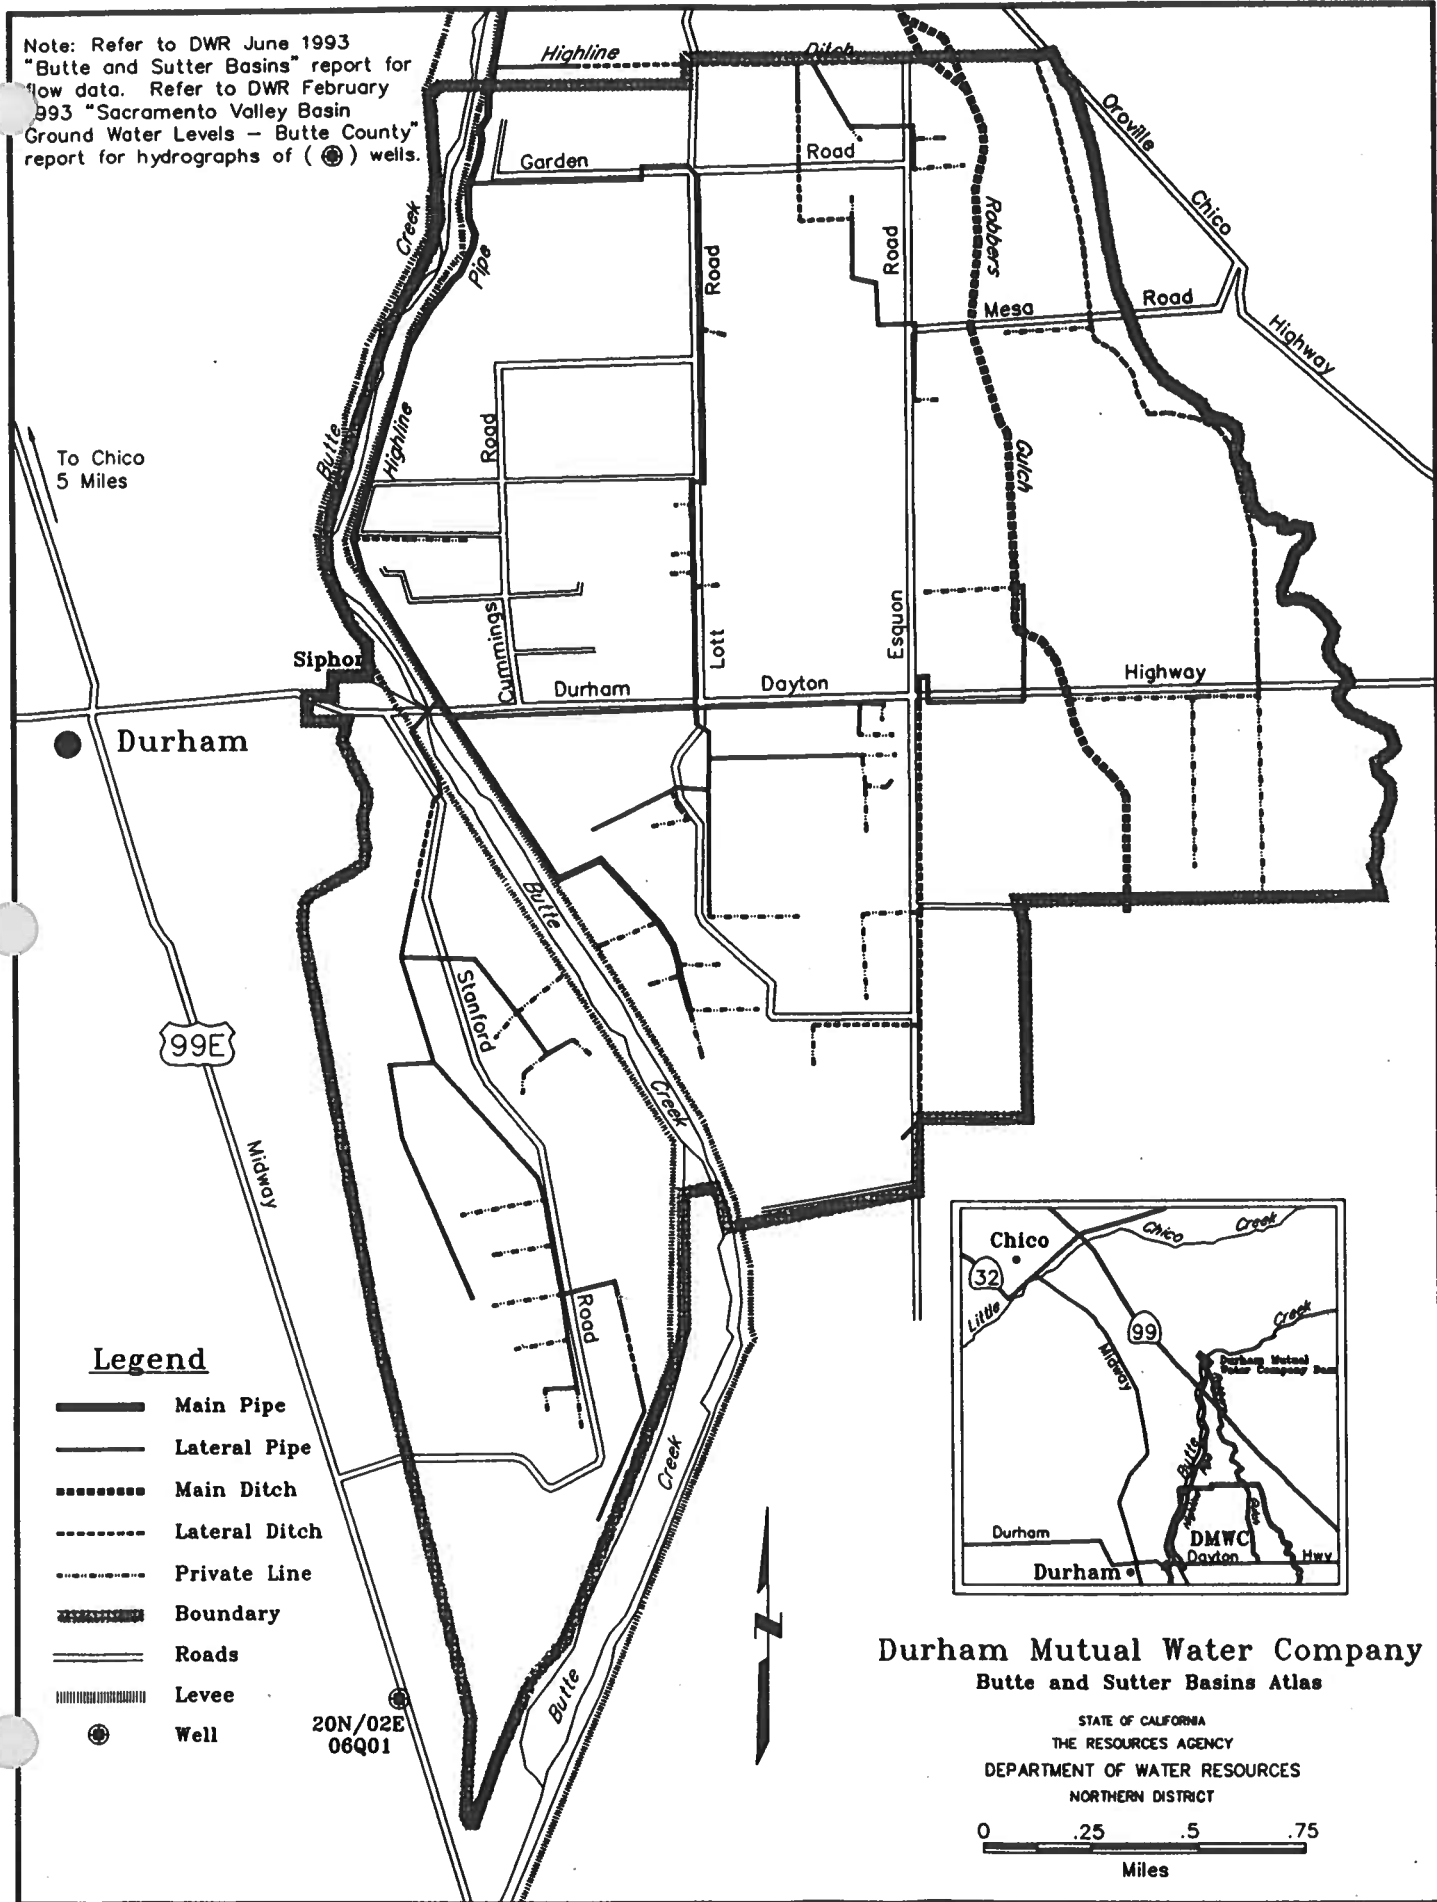 Note: Refer to DWR June 1993
"Butte and Sutter Basins" report for
flow data. Refer to DWR February
1993 "Sacramento Valley Basin
Ground Water Levels – Butte County"
report for hydrographs of ( ) wells.
Highline
Ditch
Oroville
Chico
Highway
Garden
Road
Creek
Pipe
Road
Road
Robbers
Mesa
Road
Butte
Highline
Road
Gulch
To Chico
5 Miles
Siphon
Cummings
Lott
Esquon
Durham
Dayton
Highway
Durham
Butte
Stanford
Creek
99E
Midway
Road
Creek
Butte
Legend
Main Pipe
Lateral Pipe
Main Ditch
Lateral Ditch
Private Line
Boundary
Roads
Levee
Well
20N/02E
06Q01
Chico
Chico
Creek
32
Little
99
Creek
Midway
Durham Mutual
Water Company Dam
Butte
Durham
DMWC
Dayton
Hwy
Durham
Durham Mutual Water Company
Butte and Sutter Basins Atlas
STATE OF CALIFORNIA
THE RESOURCES AGENCY
DEPARTMENT OF WATER RESOURCES
NORTHERN DISTRICT
0 .25 .5 .75
Miles